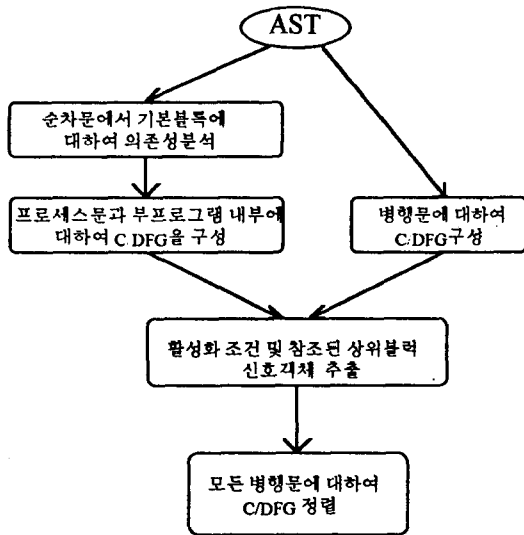 AST
순차문에서 기본블록에
대하여 의존성분석
프로세스문과 부프로그램 내부에
대하여 C/DFG을 구성
병행문에 대하여
C/DFG구성
활성화 조건 및 참조된 상위블럭
신호객체 추출
모든 병행문에 대하여
C/DFG 정렬